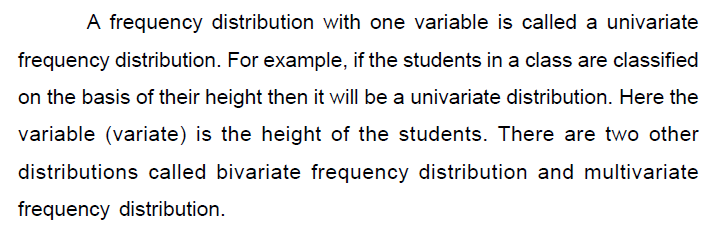 A frequency distribution with one variable is called a univariate
frequency distribution. For example, if the students in a class are classified
on the basis of their height then it will be a univariate distribution. Here the
variable (variate) is the height of the students. There are two other
distributions called bivariate frequency distribution and multivariate
frequency distribution.